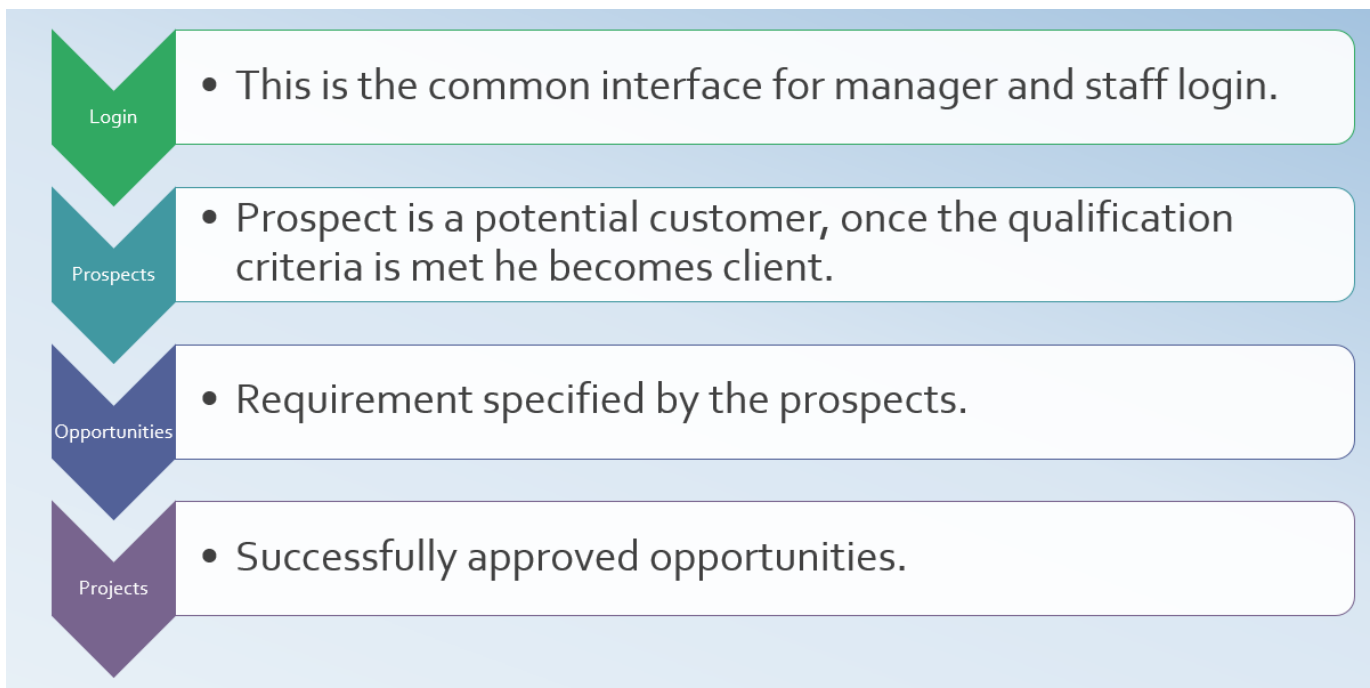 Login
• This is the common interface for manager and staff login.
Prospects
• Prospect is a potential customer, once the qualification
criteria is met he becomes client.
Opportunities
• Requirement specified by the prospects.
Projects
• Successfully approved opportunities.